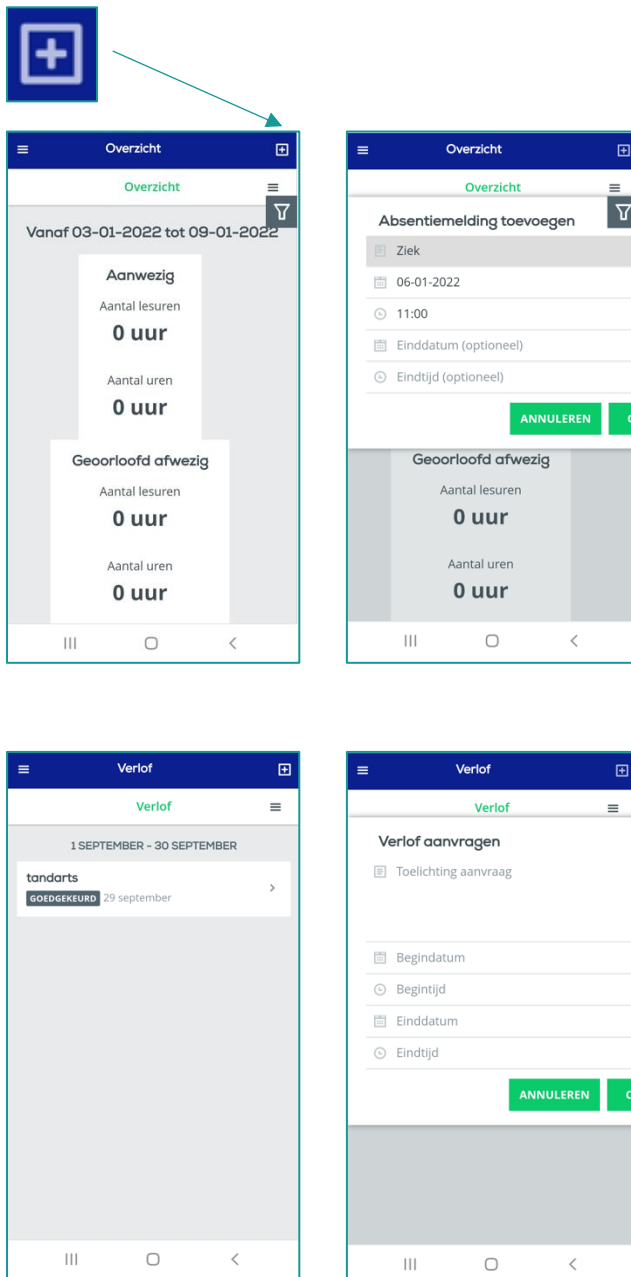 Overzicht
Overzicht
Vanaf 03-01-2022 tot 09-01-2022
Aanwezig
Aantal lesuren
0 uur
Aantal uren
0 uur
Geoorloofd afwezig
Aantal lesuren
0 uur
Aantal uren
0 uur
Overzicht
Overzicht
Absentiemelding toevoegen
Ziek
06-01-2022
11:00
Einddatum (optioneel)
Eindtijd (optioneel)
ANNULEREN
Geoorloofd afwezig
Aantal lesuren
0 uur
Aantal uren
0 uur
Verlof
Verlof
1 SEPTEMBER - 30 SEPTEMBER
tandarts
GOEDGEKEURD 29 september
Verlof
Verlof
Verlof aanvragen
Toelichting aanvraag
Begindatum
Begintijd
Einddatum
Eindtijd
ANNULEREN